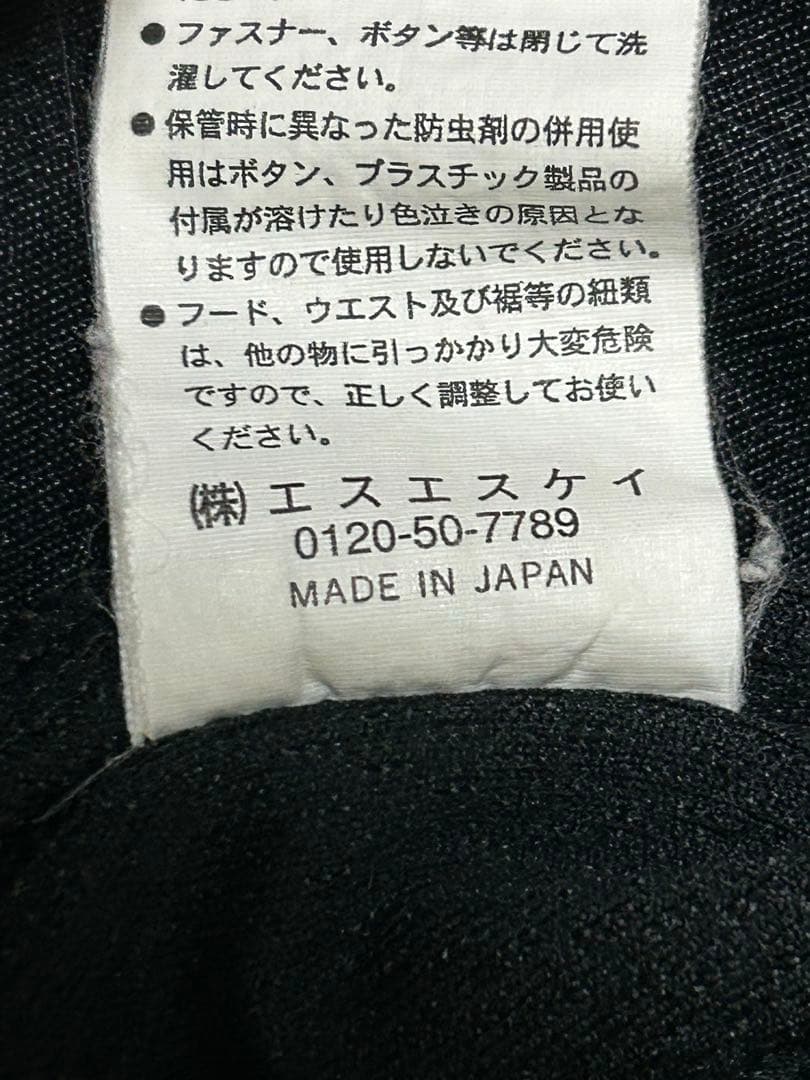 ● ファスナー、ボタン等は閉じて洗
濯してください。
● 保管時に異なった防虫剤の併用使
用はボタン、プラスチック製品の
付属が溶けたり色泣きの原因とな
りますので使用しないでください。
● フード、ウエスト及び裾等の紐類
は、他の物に引っかかり大変危険
ですので、正しく調整してお使い
ください。
㈱エスエスケイ
0120-50-7789
MADE IN JAPAN